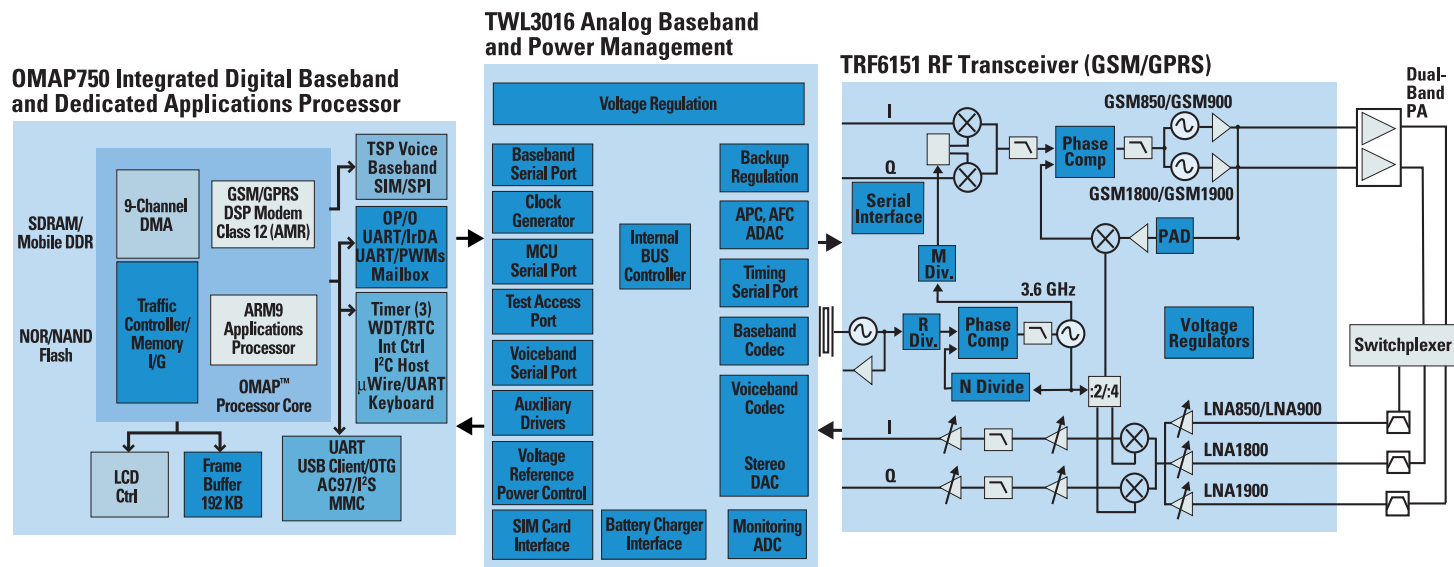 TWL3016 Analog Baseband
and Power Management
OMAP750 Integrated Digital Baseband
and Dedicated Applications Processor
TRF6151 RF Transceiver (GSM/GPRS)
Dual-
Band
PA
SDRAM/
Mobile DDR
NOR/NAND
Flash
9-Channel
DMA
GSM/GPRS
DSP Modem
Class 12 (AMR)
Traffic
Controller/
Memory
I/G
ARM9
Applications
Processor
OMAP™
Processor Core
TSP Voice
Baseband
SIM/SPI
OP/O
UART/IrDA
UART/PWMs
Mailbox
Timer (3)
WDT/RTC
Int Ctrl
I²C Host
µWire/UART
Keyboard
LCD
Ctrl
Frame
Buffer
192 KB
UART
USB Client/OTG
AC97/I²S
MMC
Voltage Regulation
Baseband
Serial Port
Clock
Generator
MCU
Serial Port
Test Access
Port
Voiceband
Serial Port
Auxiliary
Drivers
Voltage
Reference
Power Control
SIM Card
Interface
Internal
BUS
Controller
Battery Charger
Interface
Backup
Regulation
APC, AFC
ADAC
Timing
Serial Port
Baseband
Codec
Voiceband
Codec
Stereo
DAC
Monitoring
ADC
I
Q
Serial
Interface
M
Div.
Phase
Comp
GSM850/GSM900
GSM1800/GSM1900
PAD
3.6 GHz
R
Div.
Phase
Comp
N Divide
:2/:4
Voltage
Regulators
Switchplexer
I
Q
LNA850/LNA900
LNA1800
LNA1900